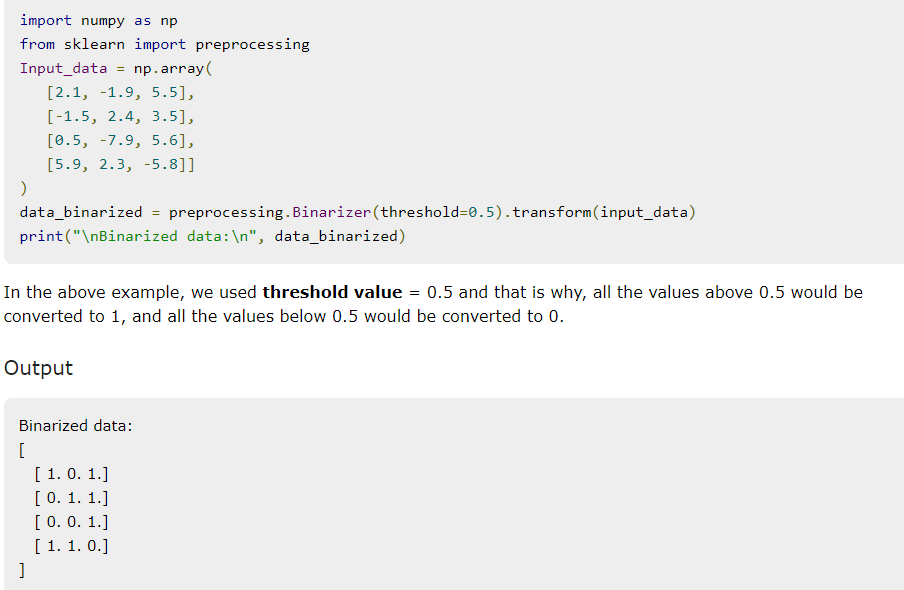 import numpy as np
from sklearn import preprocessing
Input_data = np.array(
   [2.1, -1.9, 5.5],
   [-1.5, 2.4, 3.5],
   [0.5, -7.9, 5.6],
   [5.9, 2.3, -5.8]]
)
data_binarized = preprocessing.Binarizer(threshold=0.5).transform(input_data)
print("\nBinarized data:\n", data_binarized)
In the above example, we used threshold value = 0.5 and that is why, all the values above 0.5 would be
converted to 1, and all the values below 0.5 would be converted to 0.
Output
Binarized data:
[
   [ 1. 0. 1.]
   [ 0. 1. 1.]
   [ 0. 0. 1.]
   [ 1. 1. 0.]
]